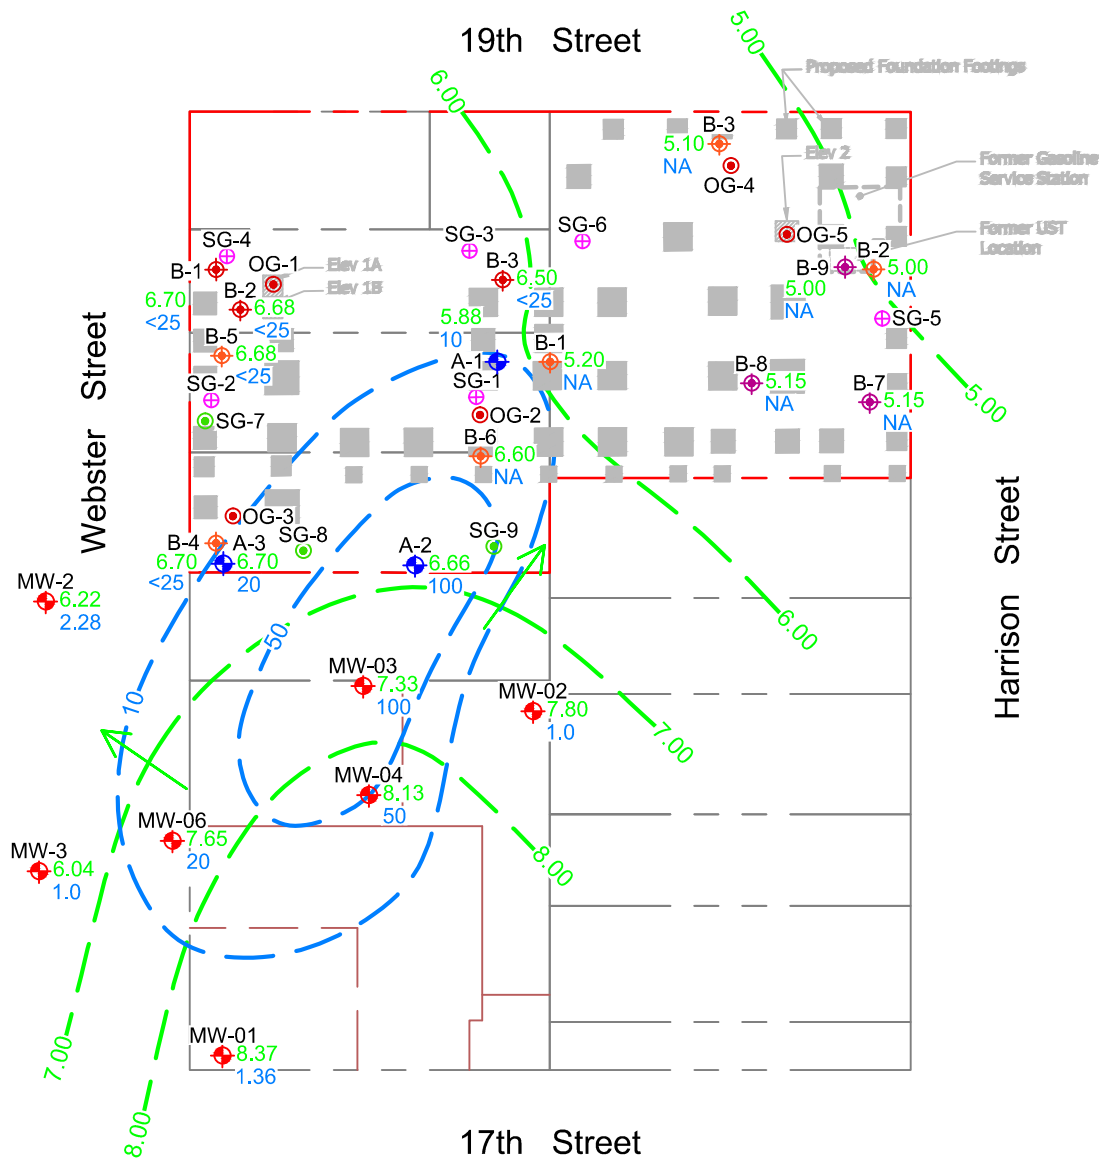 19th Street
5.00
Proposed Foundation Footings
6.00
B-3
5.10
NA
OG-4
Elev 2
Former Gasoline
Service Station
SG-4
SG-3
SG-6
OG-5
Former UST
Location
B-1
OG-1
Elev 1A
Elev 1B
B-3
6.50
<25
B-9
B-2
5.00
NA
5.00
NA
6.70
<25
B-2
6.68
<25
5.88
10
SG-5
B-5
6.68
<25
A-1
B-1
5.20
NA
B-8
5.15
NA
B-7
5.15
NA
5.00
SG-2
SG-1
SG-7
OG-2
B-6
6.60
NA
Webster Street
Harrison Street
OG-3
SG-8
SG-9
B-4
6.70
<25
A-3
6.70
20
A-2
6.66
100
MW-2
6.22
2.28
6.00
50
MW-03
7.33
100
MW-02
7.80
1.0
10
7.00
MW-04
8.13
50
MW-06
7.65
20
MW-3
6.04
1.0
8.00
MW-01
8.37
1.36
7.00
8.00
17th Street